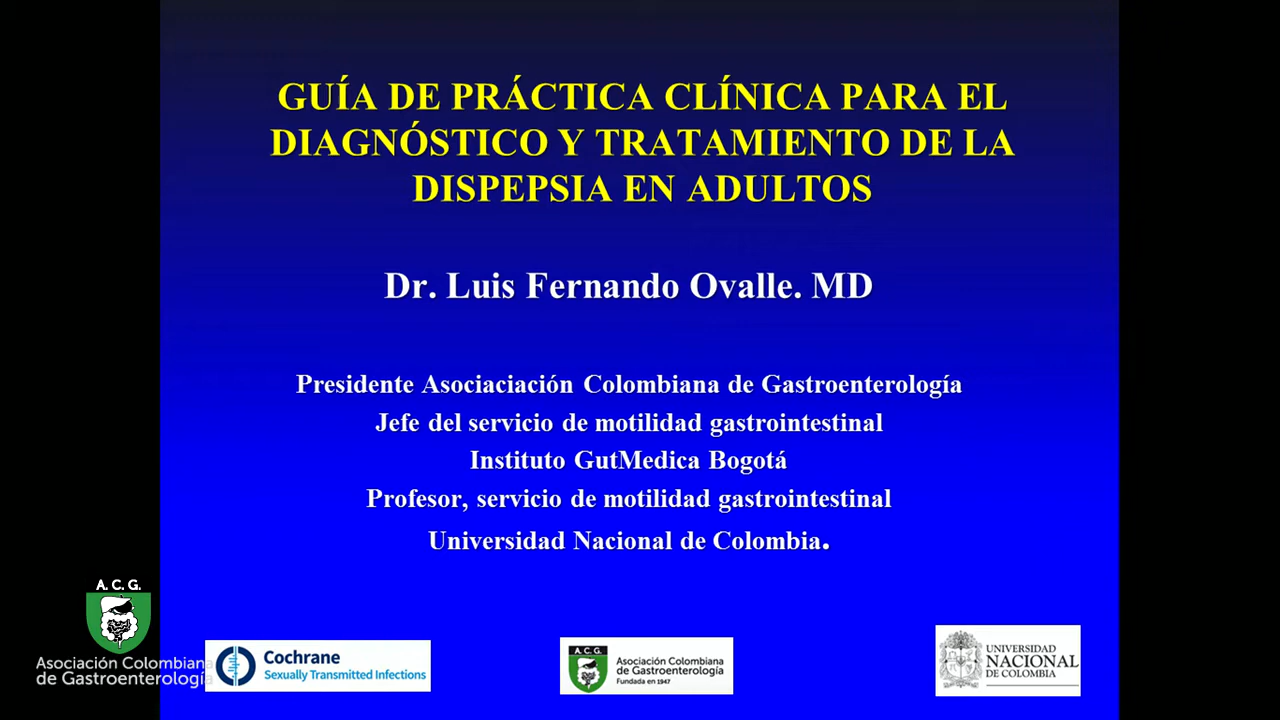 GUÍA DE PRÁCTICA CLÍNICA PARA EL
DIAGNÓSTICO Y TRATAMIENTO DE LA
DISPEPSIA EN ADULTOS
Dr. Luis Fernando Ovalle. MD
Presidente Asociaciación Colombiana de Gastroenterología
Jefe del servicio de motilidad gastrointestinal
Instituto GutMedica Bogotá
Profesor, servicio de motilidad gastrointestinal
Universidad Nacional de Colombia.
A. C. G.
Asociación Colombiana
de Gastroenterología
Cochrane
Sexually Transmitted Infections
A. C. G.
Asociación Colombiana
de Gastroenterología
Fundada en 1947
UNIVERSIDAD
NACIONAL
DE COLOMBIA